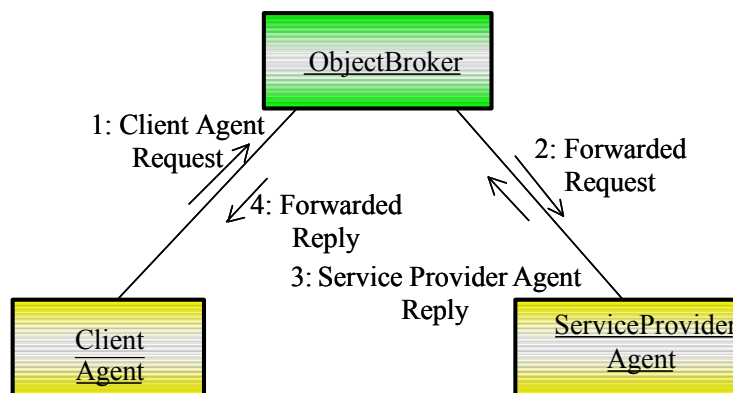 ObjectBroker
1: Client Agent
Request
2: Forwarded
Request
4: Forwarded
Reply
3: Service Provider Agent
Reply
Client
Agent
ServiceProvider
Agent